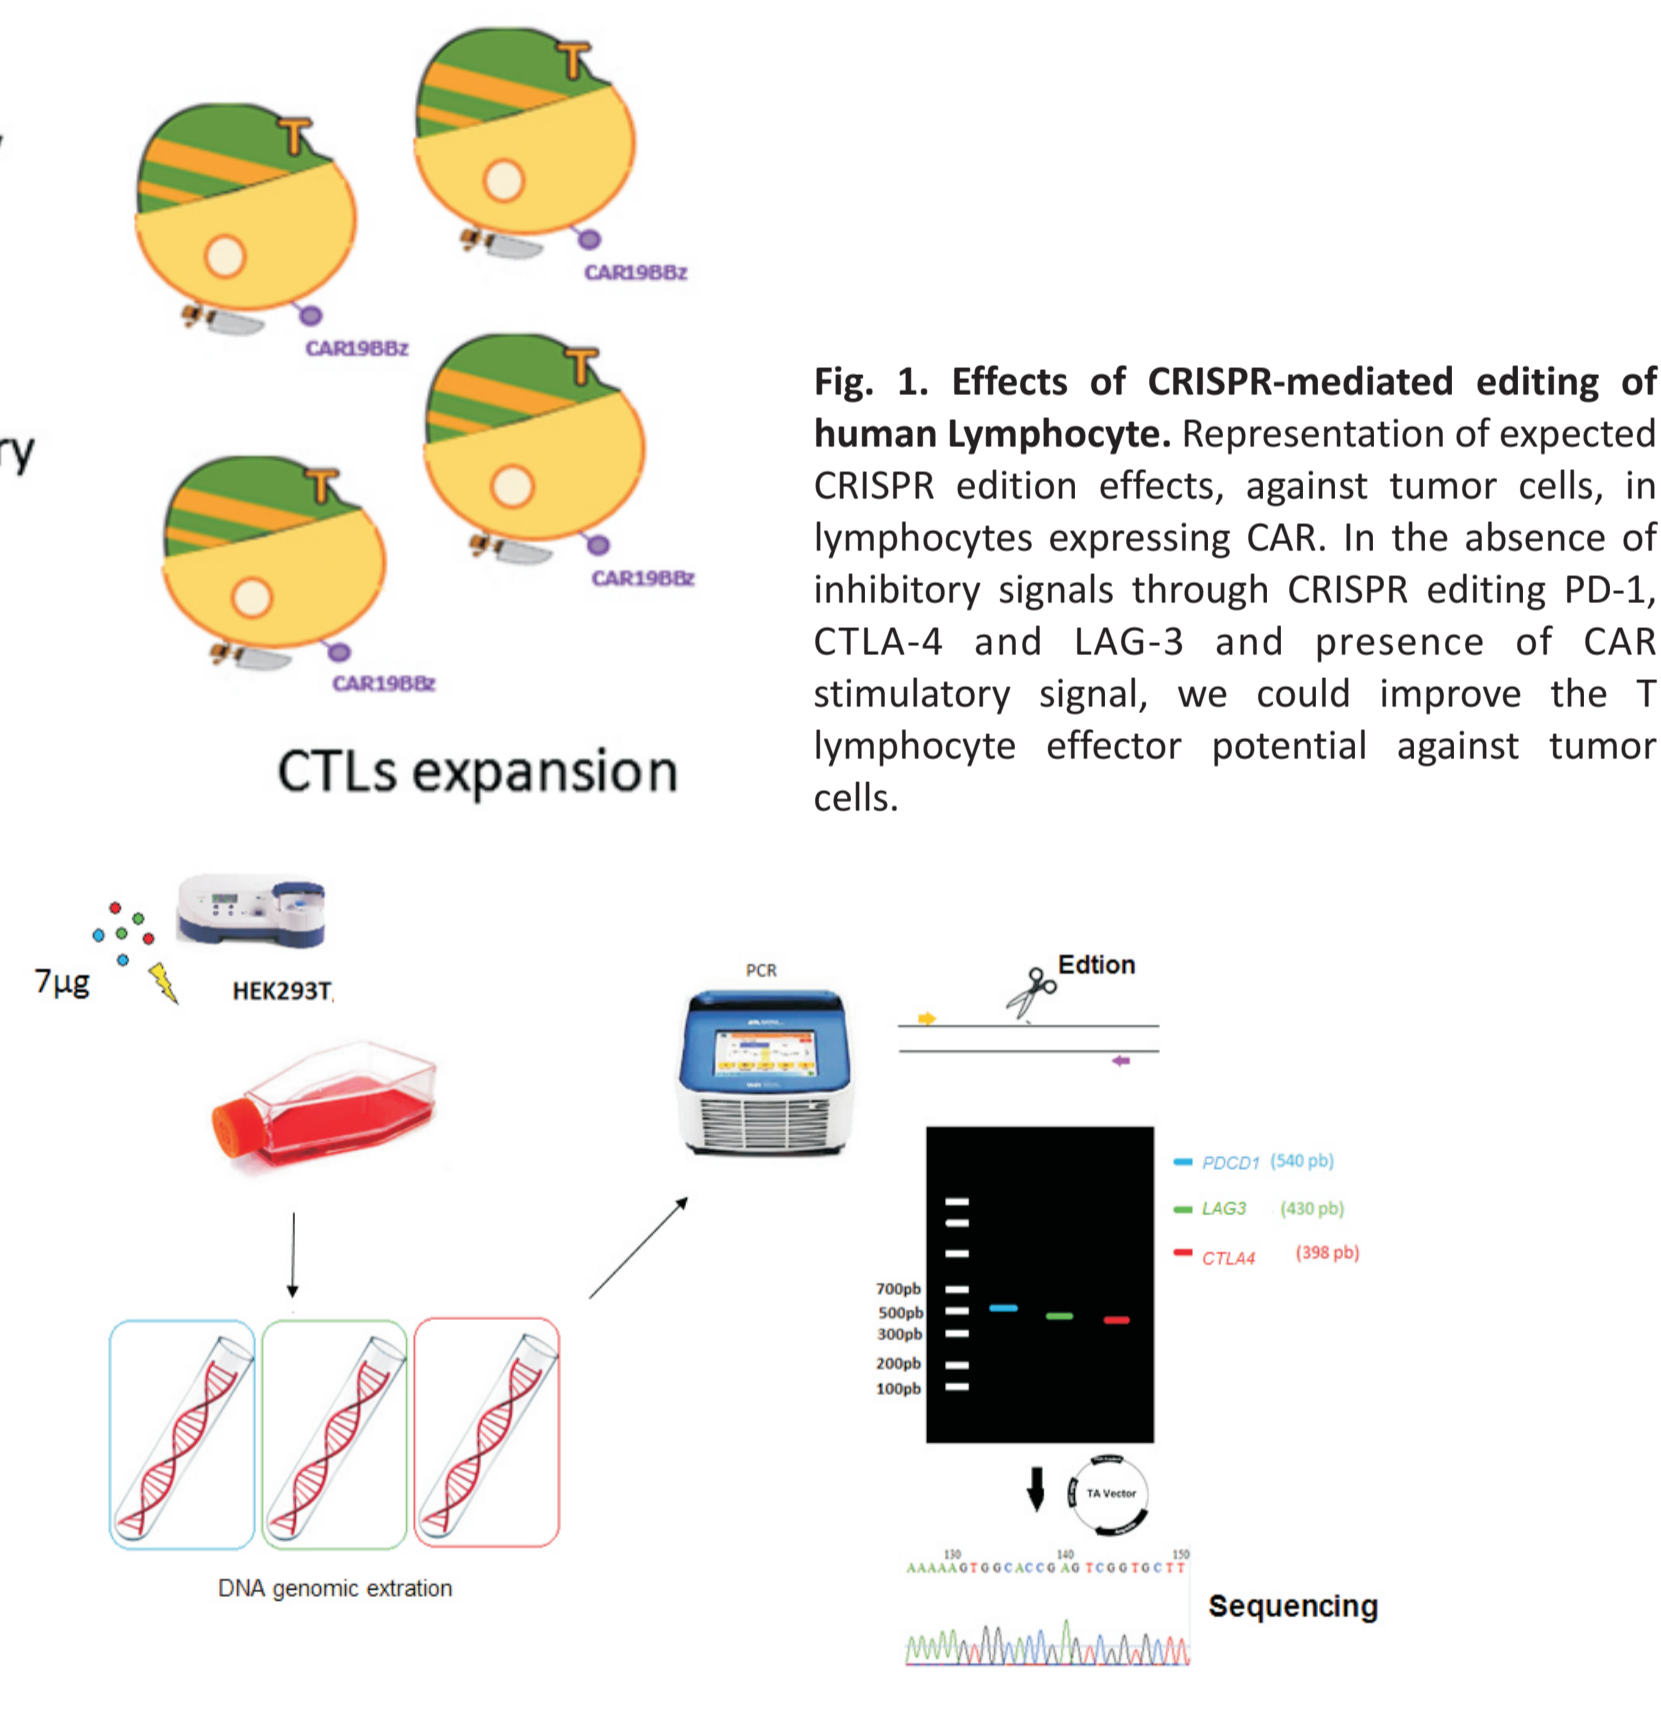 ry
CAR19BBz
CAR19BBz
CAR19BBz
CAR19BBz
CTLs expansion
Fig. 1. Effects of CRISPR-mediated editing of
human Lymphocyte. Representation of expected
CRISPR edition effects, against tumor cells, in
lymphocytes expressing CAR. In the absence of
inhibitory signals through CRISPR editing PD-1,
CTLA-4 and LAG-3 and presence of CAR
stimulatory signal, we could improve the T
lymphocyte effector potential against tumor
cells.
7µg
HEK293T
DNA genomic extration
PCR
Edtion
PDCD1 (540 pb)
LAG3 (430 pb)
CTLA4 (398 pb)
700pb
500pb
300pb
200pb
100pb
TA Vector
130 140 150
AAAAAGTGGCACCGAGTCGGTGCTT
Sequencing